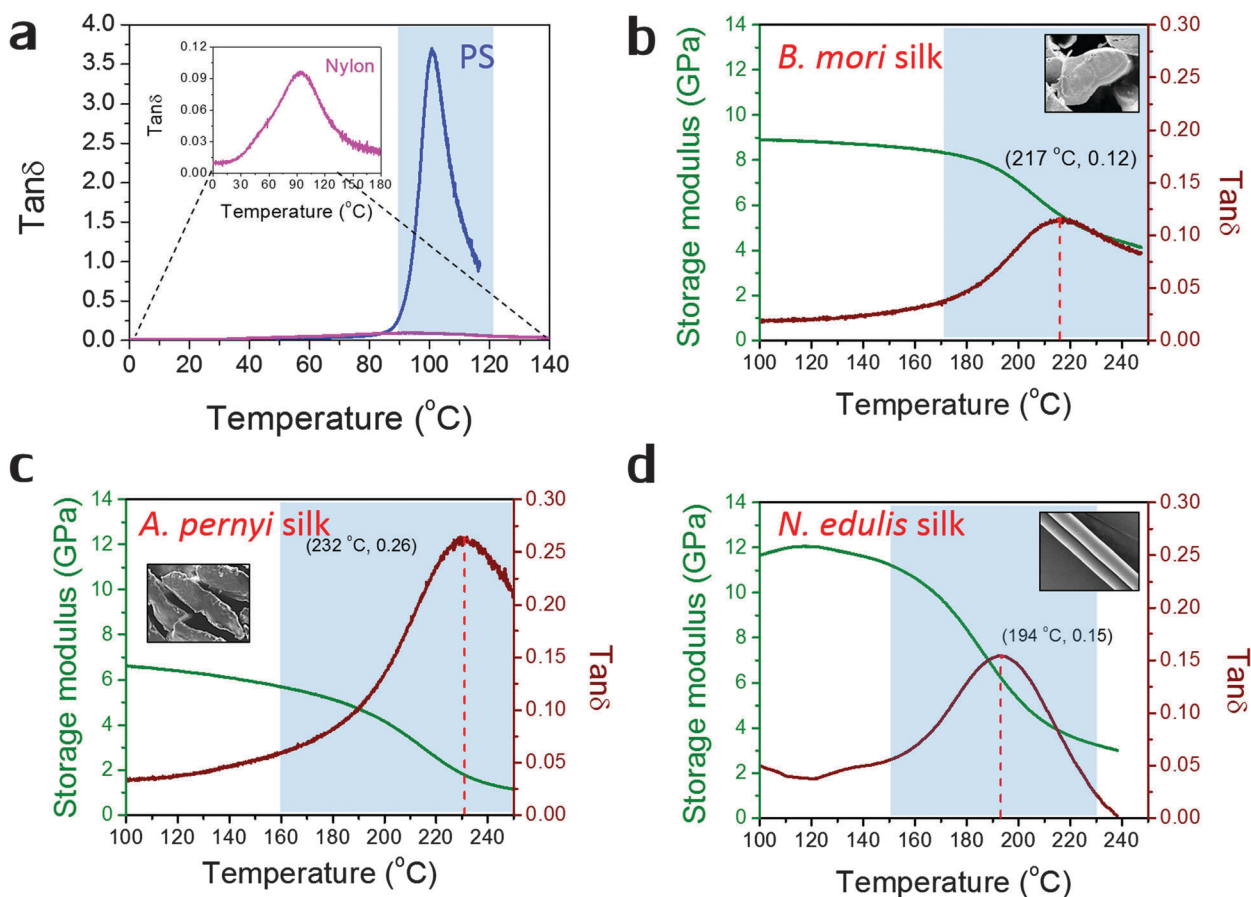 a
4.0
3.5
3.0
2.5
2.0
1.5
1.0
0.5
0.0
Tanδ
0 20 40 60 80 100 120 140
Temperature (°C)
PS
Nylon
0.12
0.09
0.06
0.03
0.00
Tanδ
0 30 60 90 120 150 180
Temperature (°C)
b
B. mori silk
(217 °C, 0.12)
14
12
10
8
6
4
2
0
Storage modulus (GPa)
0.30
0.25
0.20
0.15
0.10
0.05
0.00
Tanδ
100 120 140 160 180 200 220 240
Temperature (°C)
c
A. pernyi silk
(232 °C, 0.26)
14
12
10
8
6
4
2
0
Storage modulus (GPa)
0.30
0.25
0.20
0.15
0.10
0.05
0.00
Tanδ
100 120 140 160 180 200 220 240
Temperature (°C)
d
N. edulis silk
(194 °C, 0.15)
14
12
10
8
6
4
2
0
Storage modulus (GPa)
0.30
0.25
0.20
0.15
0.10
0.05
0.00
Tanδ
100 120 140 160 180 200 220 240
Temperature (°C)